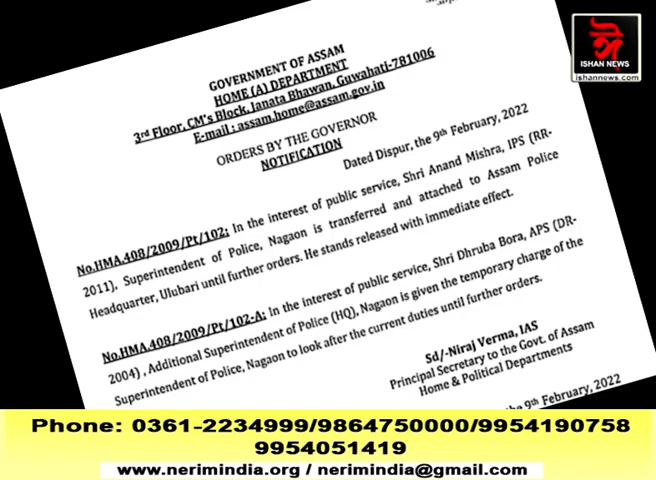 GOVERNMENT OF ASSAM
HOME (A) DEPARTMENT
3rd Floor, CM's Block, Janata Bhawan, Guwahati-781006
E-mail : assam.home@assam.gov.in
ORDERS BY THE GOVERNOR
NOTIFICATION
Dated Dispur, the 9th February, 2022
No.HMA.408/2009/Pt/102: In the interest of public service, Shri Anand Mishra, IPS (RR-
2011), Superintendent of Police, Nagaon is transferred and attached to Assam Police
Headquarter, Ulubari until further orders. He stands released with immediate effect.
No.HMA.408/2009/Pt/102-A: In the interest of public service, Shri Dhruba Bora, APS (DR-
2004) , Additional Superintendent of Police (HQ), Nagaon is given the temporary charge of the
Superintendent of Police, Nagaon to look after the current duties until further orders.
Sd/-Niraj Verma, IAS
Principal Secretary to the Govt. of Assam
Home & Political Departments
the 9th February, 2022
ISHAN NEWS
ishannews.com
Phone: 0361-2234999/9864750000/9954190758
9954051419
www.nerimindia.org / nerimindia@gmail.com